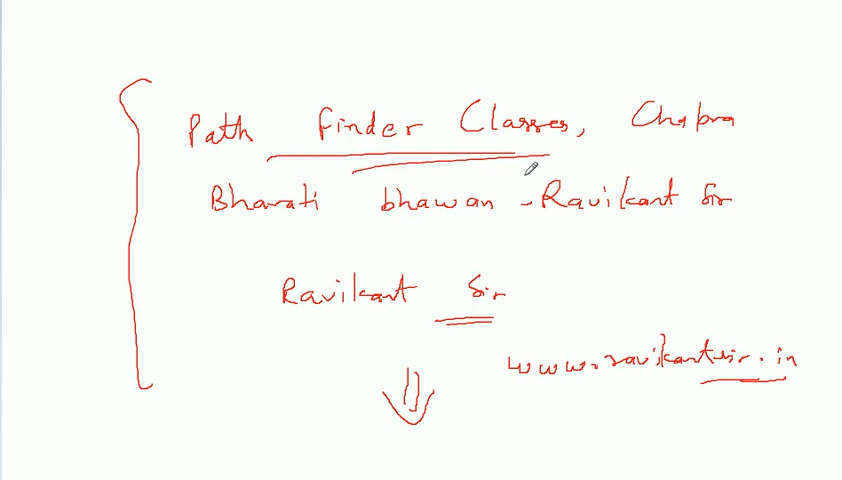 Path Finder Classes, Chabra
Bharati bhawan - Ravikant Sir
Ravikant Sir
www.ravikantsir.in